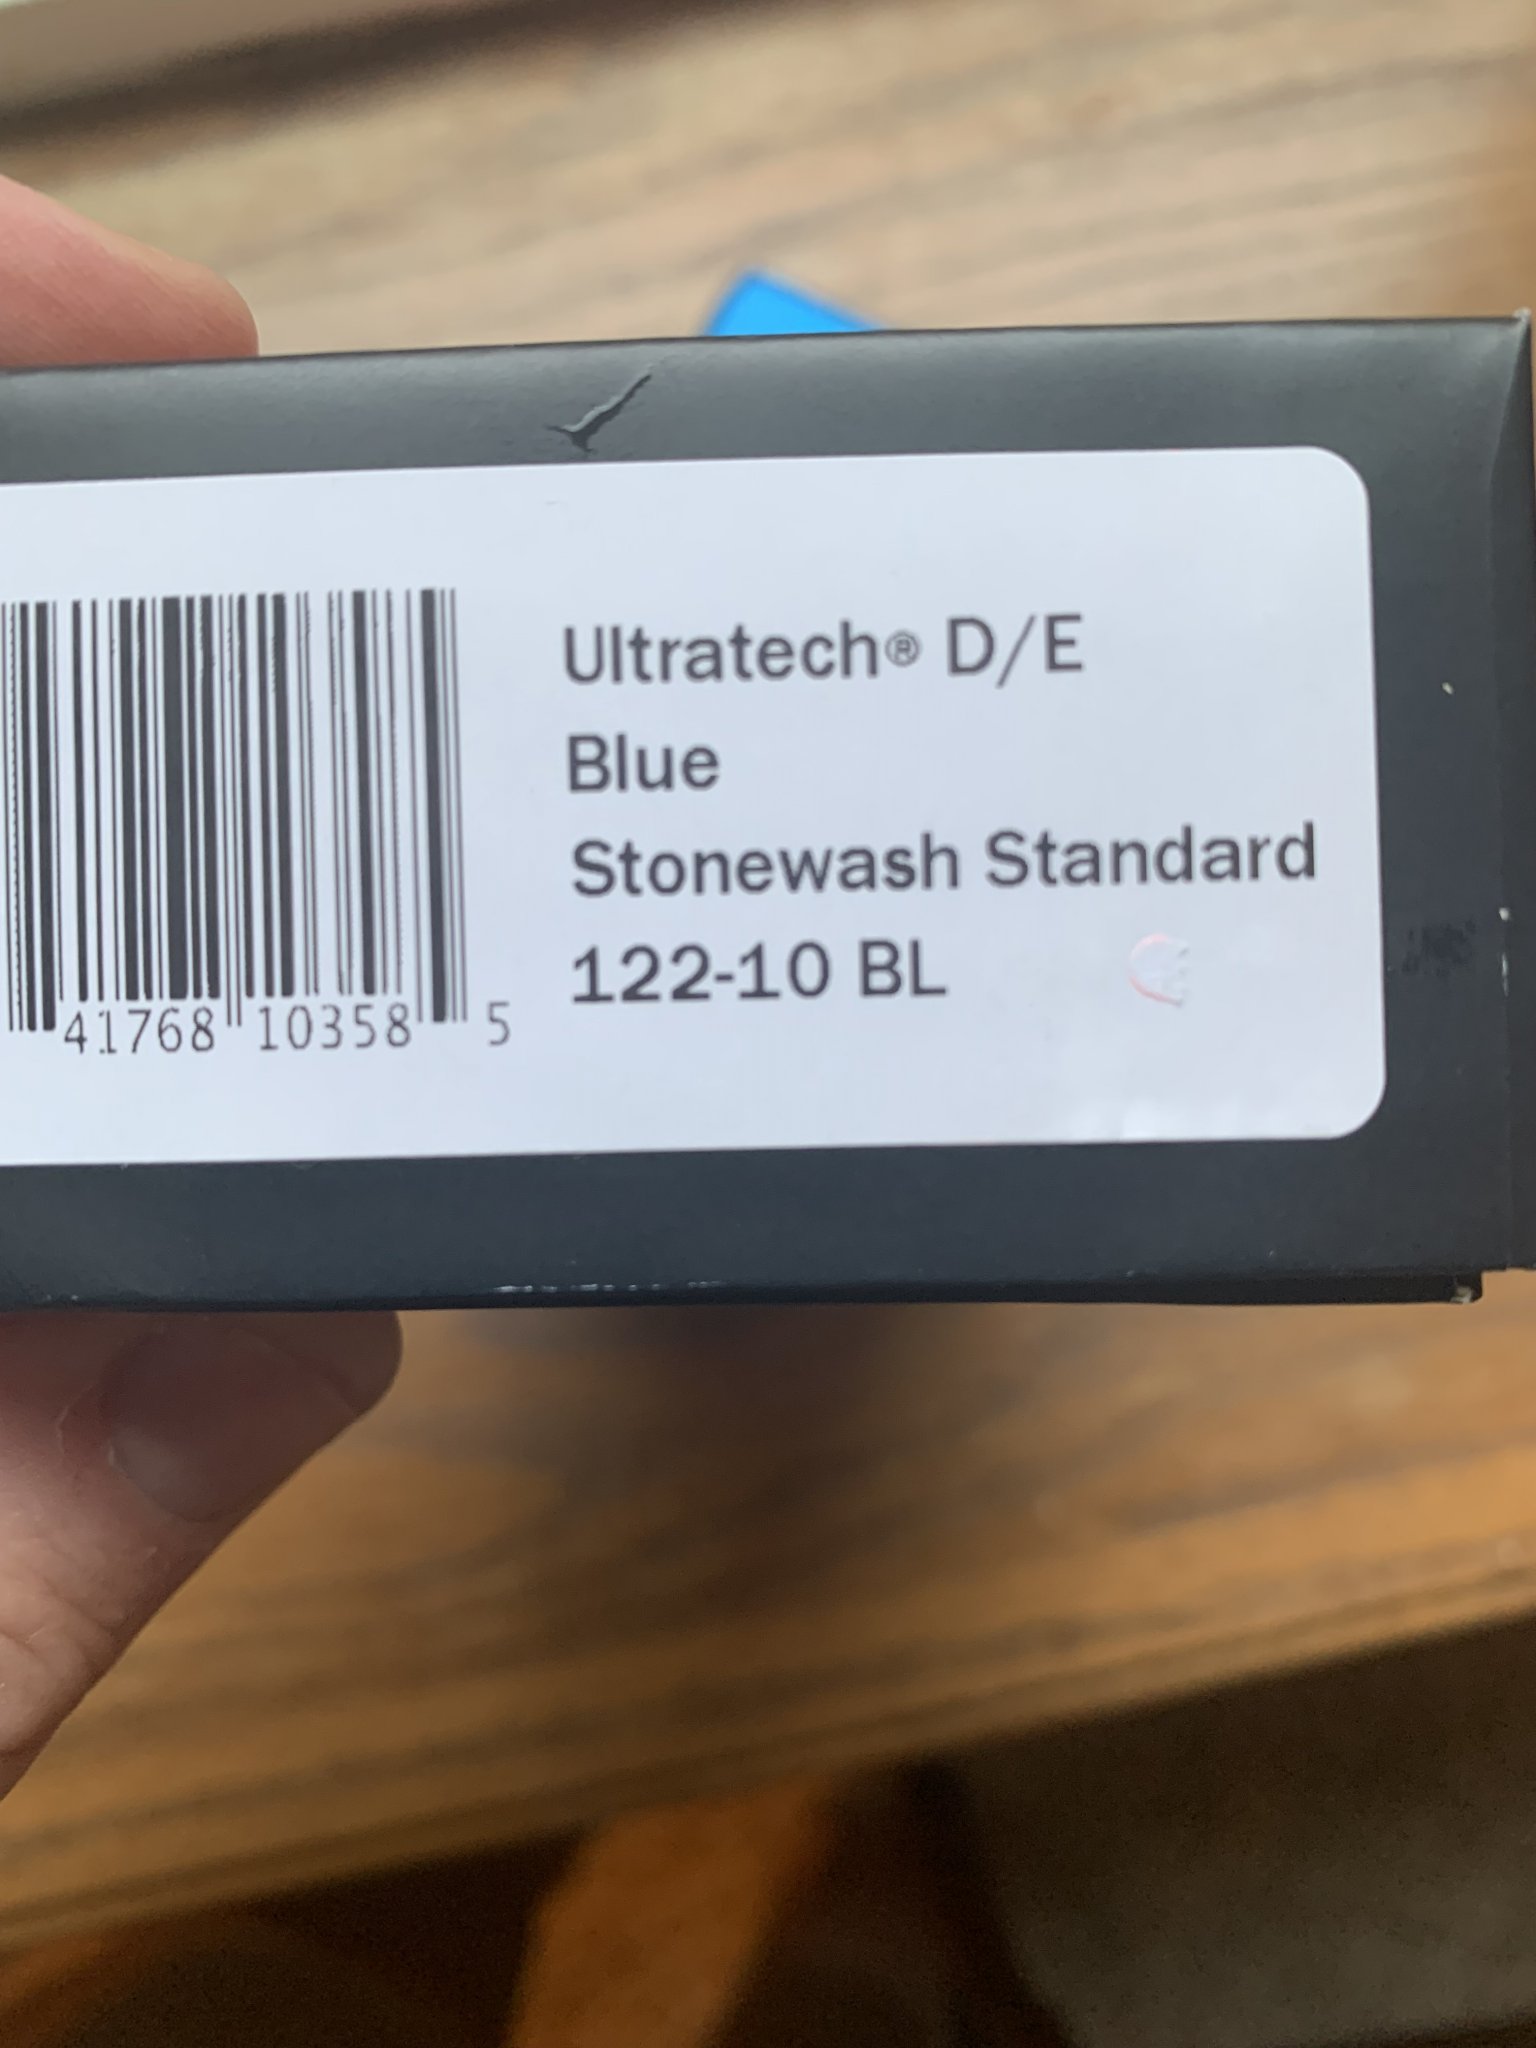 Ultratech® D/E
Blue
Stonewash Standard
122-10 BL
41768 10358 5